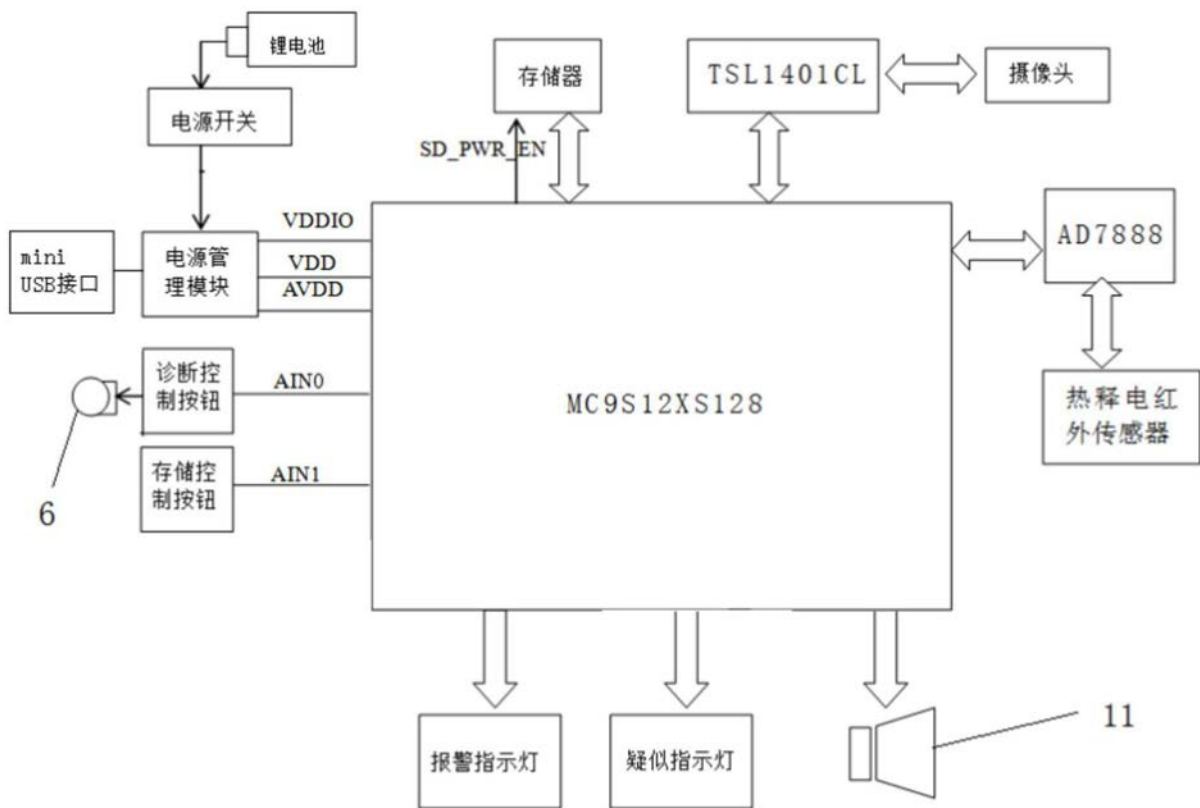 锂电池
存储器
TSL1401CL
摄像头
电源开关
SD_PWR_EN
mini
USB接口
电源管
理模块
VDDIO
VDD
AVDD
AD7888
诊断控
制按钮
AIN0
MC9S12XS128
热释电红
外传感器
6
存储控
制按钮
AIN1
报警指示灯
疑似指示灯
11